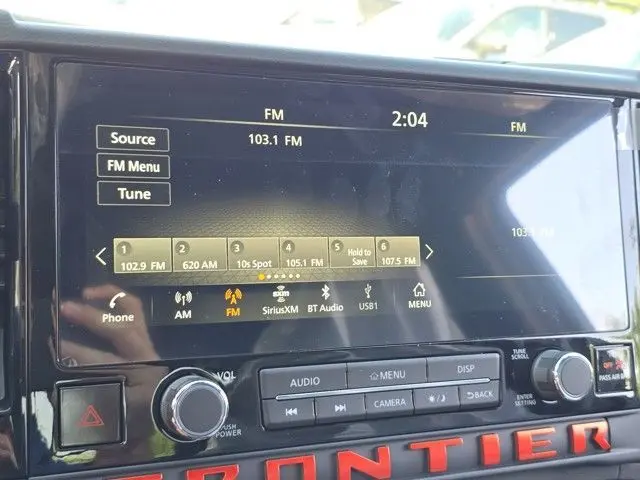 FM
2:04
FM
103.1 FM
Source
FM Menu
Tune
1
2
3
4
5
6
102.9 FM
620 AM
10s Spot
105.1 FM
Hold to
Save
107.5 FM
Phone
AM
FM
sxm
SiriusXM
BT Audio
USB1
MENU
VOL
PUSH
POWER
AUDIO
MENU
DISP
CAMERA
BACK
TUNE
SCROLL
ENTER
SETTING
OFF
PASS AIR
FRONTIER